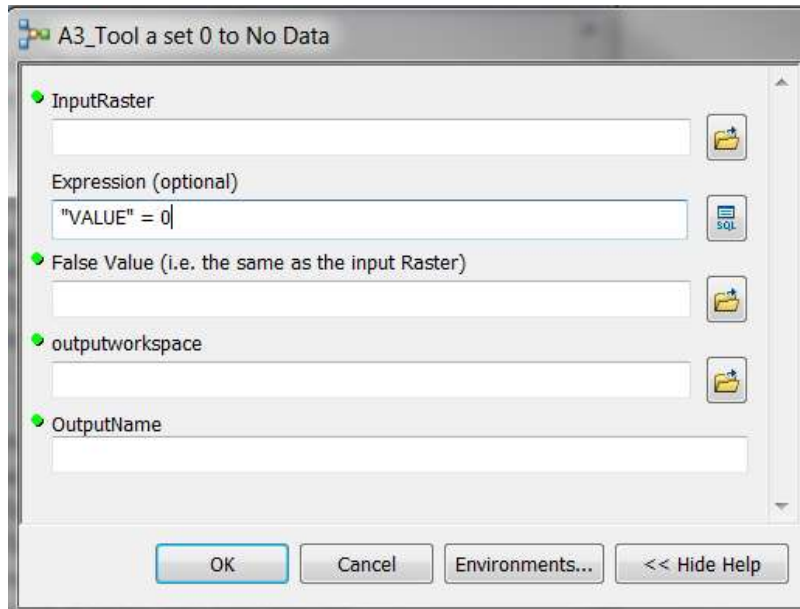 A3_Tool a set 0 to No Data
InputRaster
Expression (optional)
"VALUE" = 0
SQL
False Value (i.e. the same as the input Raster)
outputworkspace
OutputName
OK Cancel Environments... << Hide Help